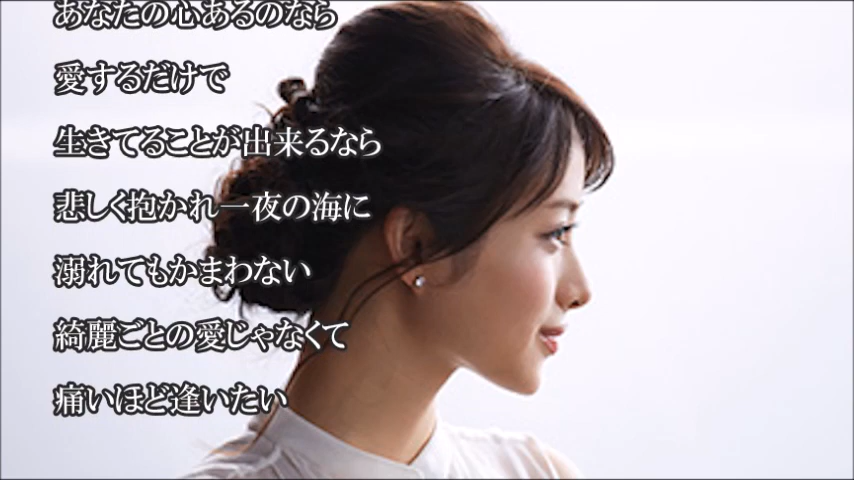 あなたの心あるのなら
愛するだけで
生きてることが出来るなら
悲しく抱かれ一夜の海に
溺れてもかまわない
綺麗ごとの愛じゃなくて
痛いほど逢いたい